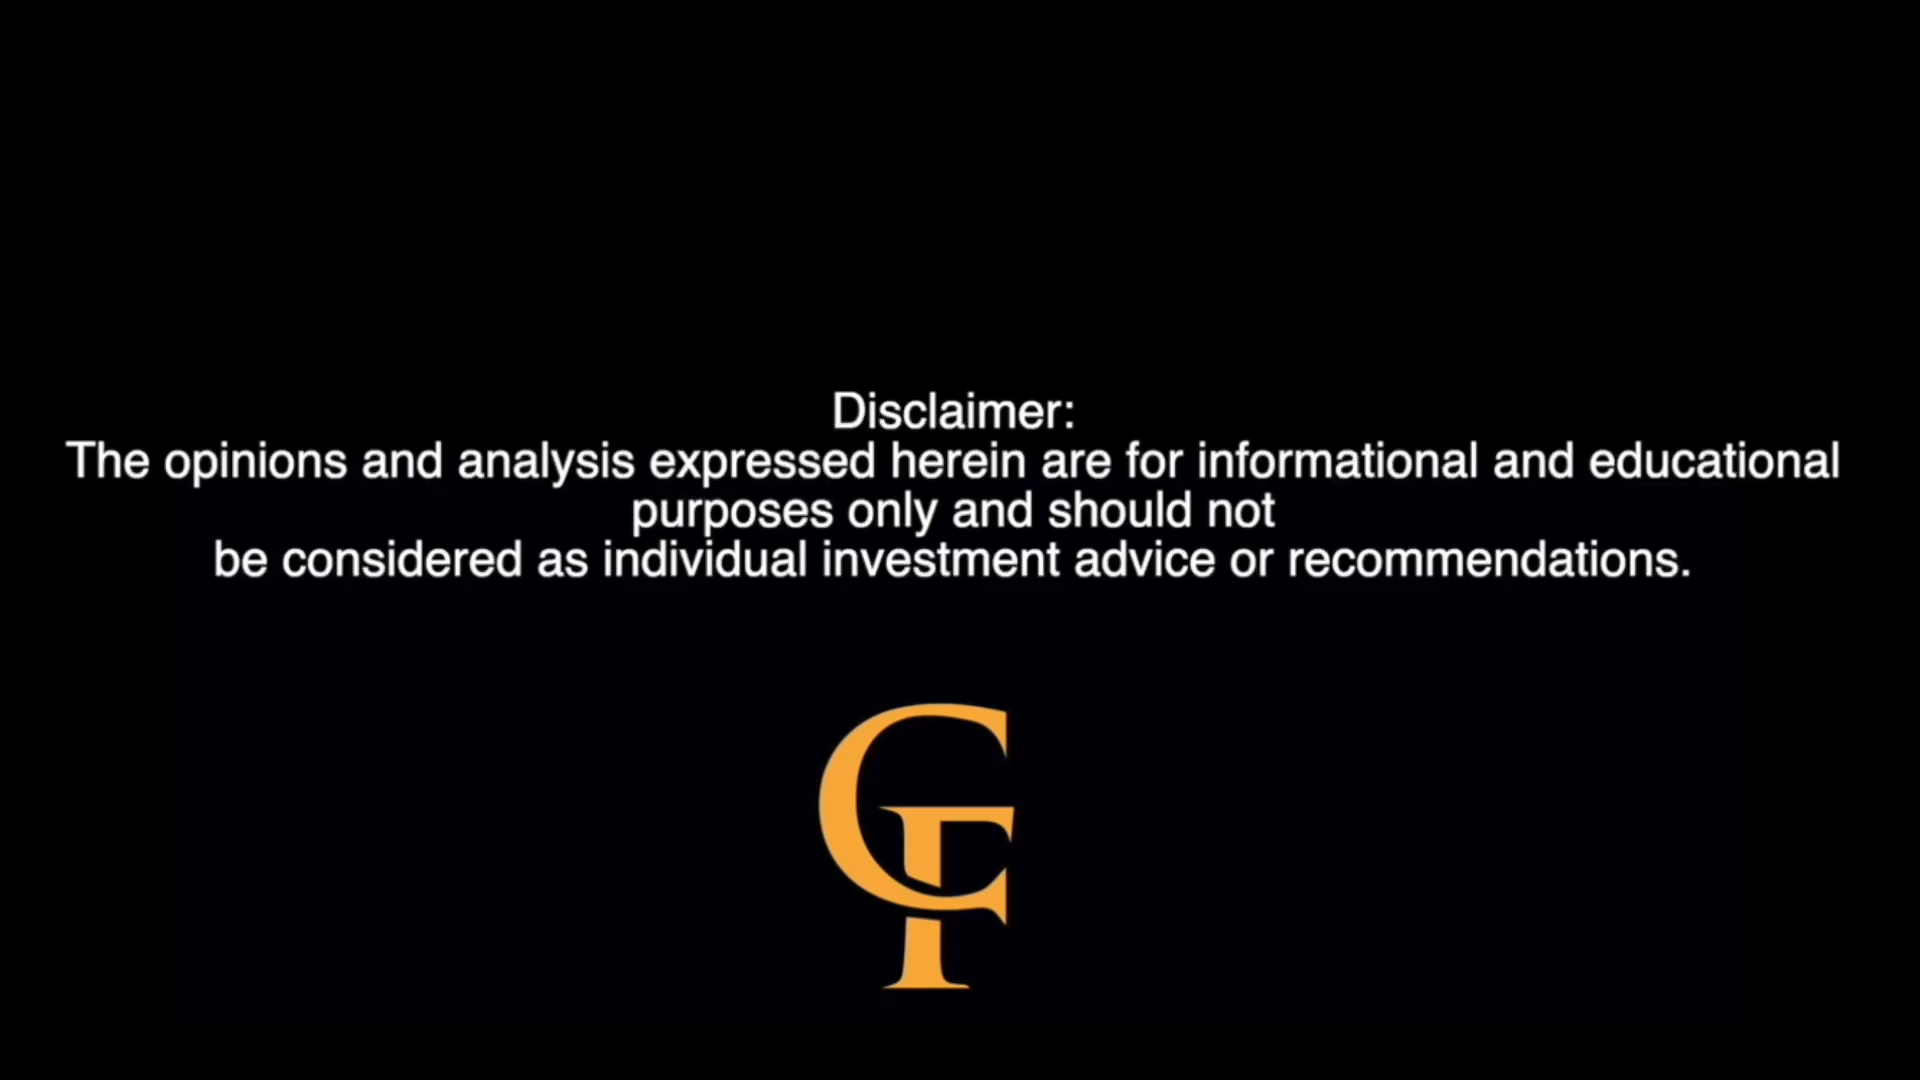 Disclaimer:
The opinions and analysis expressed herein are for informational and educational
purposes only and should not
be considered as individual investment advice or recommendations.
CF